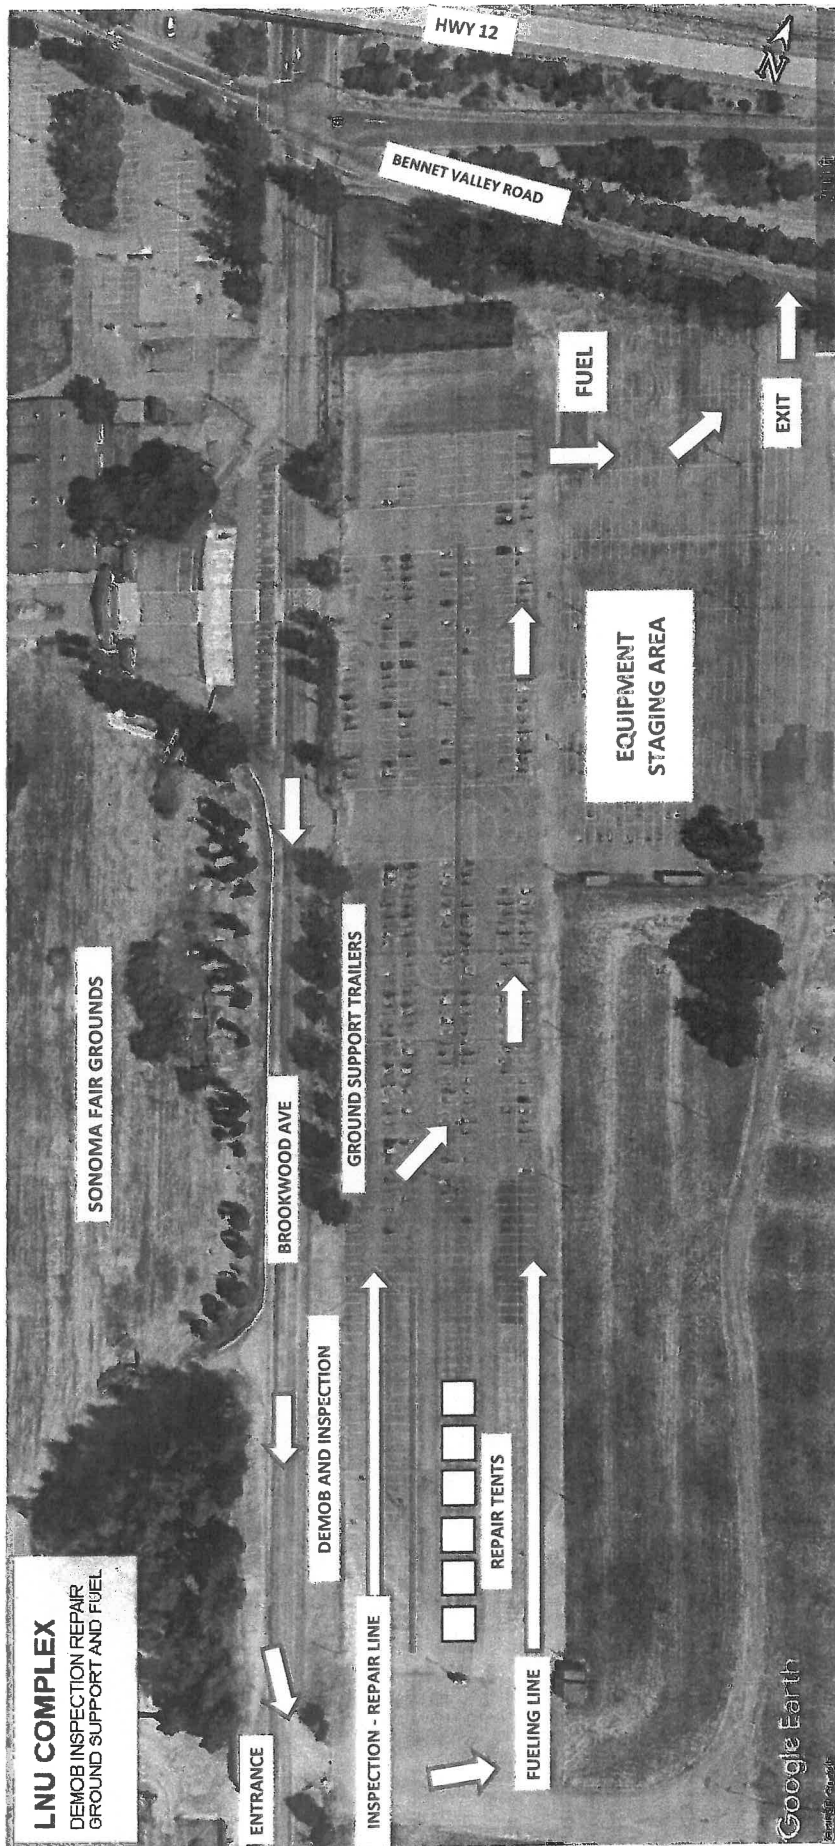 LNU COMPLEX
DEMOB INSPECTION REPAIR
GROUND SUPPORT AND FUEL
ENTRANCE
INSPECTION - REPAIR LINE
FUELING LINE
DEMOB AND INSPECTION
REPAIR TENTS
SONOMA FAIR GROUNDS
BROOKWOOD AVE
GROUND SUPPORT TRAILERS
EQUIPMENT
STAGING AREA
FUEL
EXIT
BENNET VALLEY ROAD
HWY 12
N
Google Earth